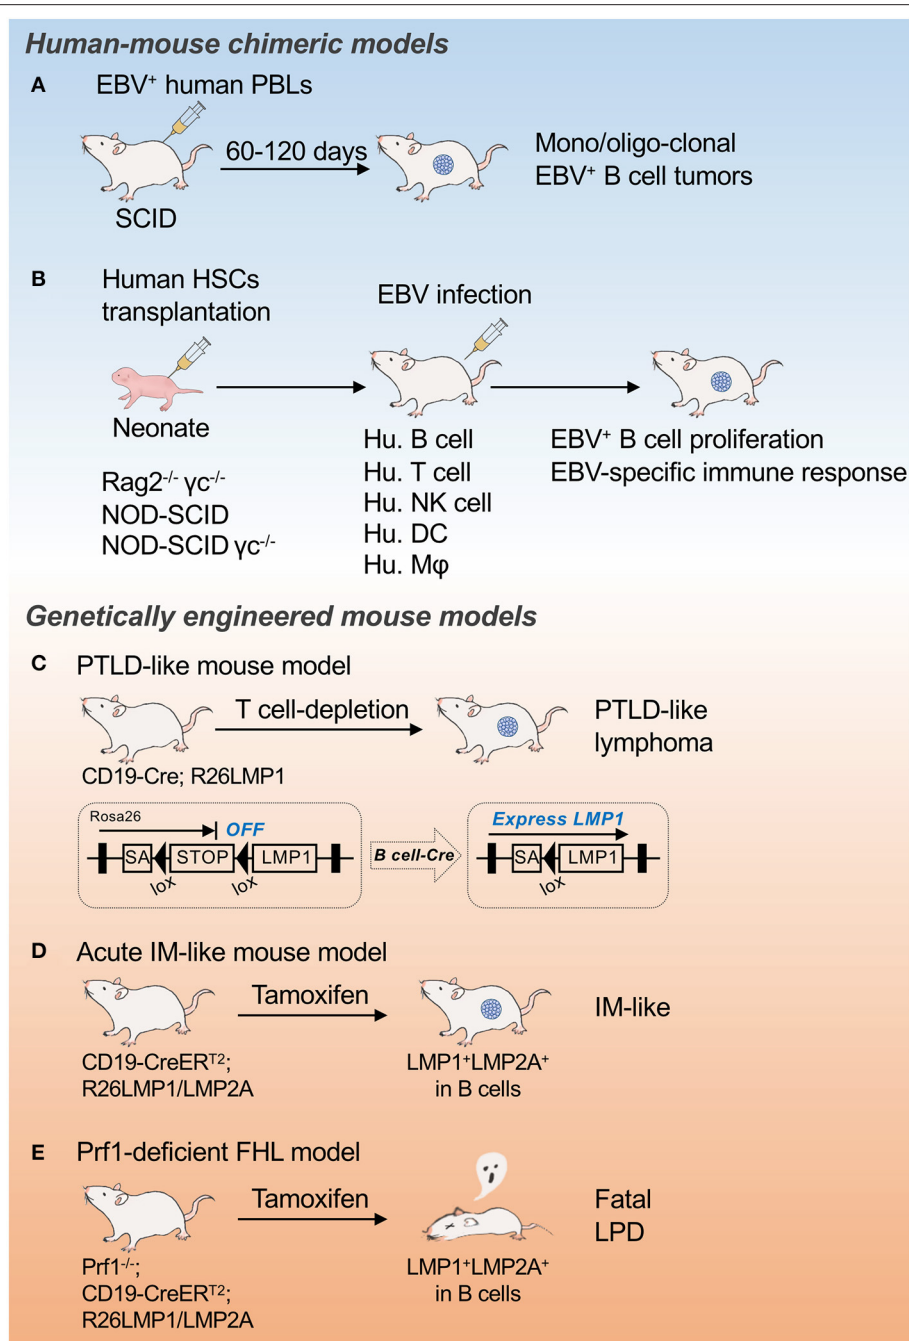 Human-mouse chimeric models
A EBV⁺ human PBLs
60-120 days
SCID
Mono/oligo-clonal
EBV⁺ B cell tumors
B
Human HSCs
transplantation
EBV infection
Neonate
Rag2⁻/⁻ γc⁻/⁻
NOD-SCID
NOD-SCID γc⁻/⁻
Hu. B cell
Hu. T cell
Hu. NK cell
Hu. DC
Hu. Mφ
EBV⁺ B cell proliferation
EBV-specific immune response
Genetically engineered mouse models
C PTLD-like mouse model
T cell-depletion
CD19-Cre; R26LMP1
PTLD-like
lymphoma
Rosa26
OFF
SA STOP LMP1
lox lox
B cell-Cre
Express LMP1
SA LMP1
lox
D Acute IM-like mouse model
Tamoxifen
CD19-CreERᵀ²;
R26LMP1/LMP2A
LMP1⁺LMP2A⁺
in B cells
IM-like
E Prf1-deficient FHL model
Tamoxifen
Prf1⁻/⁻;
CD19-CreERᵀ²;
R26LMP1/LMP2A
LMP1⁺LMP2A⁺
in B cells
Fatal
LPD